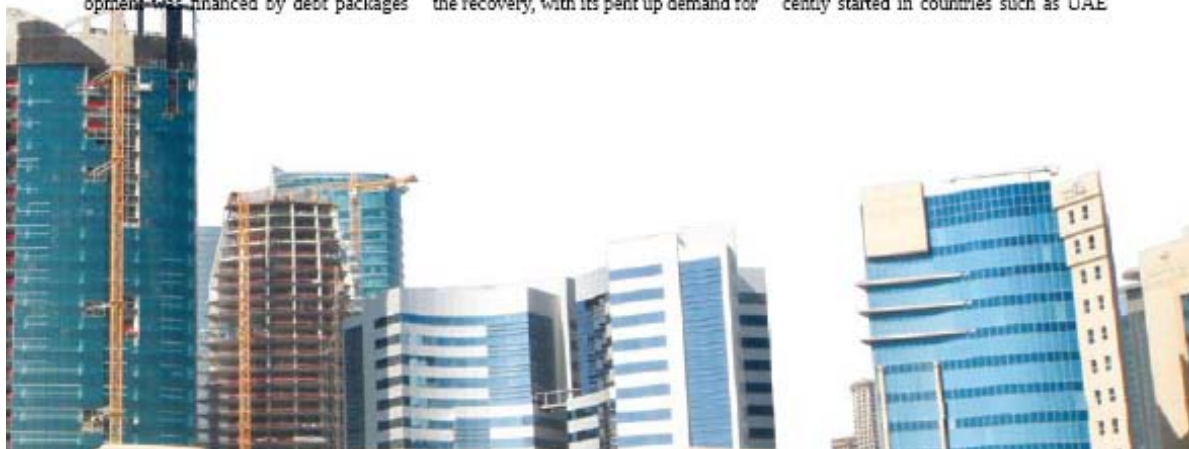 opment was financed by debt packages
the recovery, with its pent up demand for
cently started in countries such as UAE